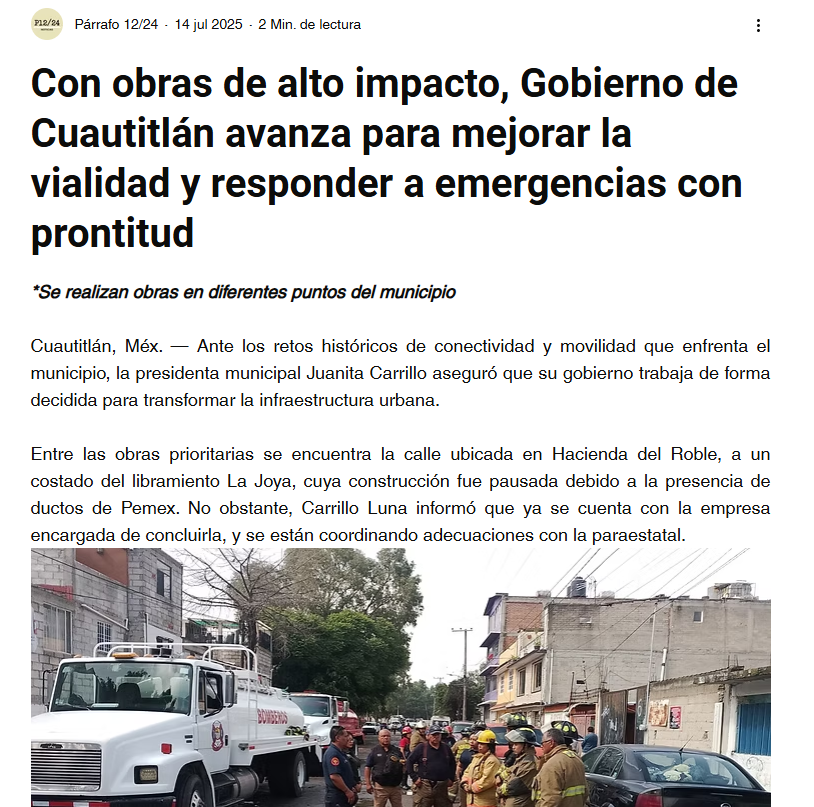 P12/24
Párrafo 12/24 · 14 jul 2025 · 2 Min. de lectura
Con obras de alto impacto, Gobierno de
Cuautitlán avanza para mejorar la
vialidad y responder a emergencias con
prontitud
*Se realizan obras en diferentes puntos del municipio
Cuautitlán, Méx. — Ante los retos históricos de conectividad y movilidad que enfrenta el
municipio, la presidenta municipal Juanita Carrillo aseguró que su gobierno trabaja de forma
decidida para transformar la infraestructura urbana.
Entre las obras prioritarias se encuentra la calle ubicada en Hacienda del Roble, a un
costado del libramiento La Joya, cuya construcción fue pausada debido a la presencia de
ductos de Pemex. No obstante, Carrillo Luna informó que ya se cuenta con la empresa
encargada de concluirla, y se están coordinando adecuaciones con la paraestatal.
BOMBEROS